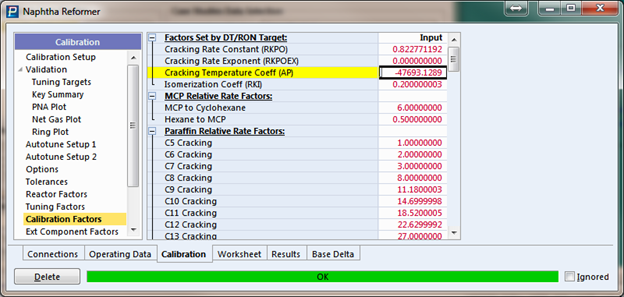 Naphtha Reformer
Calibration
Calibration Setup
Validation
Tuning Targets
Key Summary
PNA Plot
Net Gas Plot
Ring Plot
Autotune Setup 1
Autotune Setup 2
Options
Tolerances
Reactor Factors
Tuning Factors
Calibration Factors
Ext Component Factors
Factors Set by DT/RON Target: Input
Cracking Rate Constant (RKPO) 0.822771192
Cracking Rate Exponent (RKPOEX) 0.000000000
Cracking Temperature Coeff (AP) -47693.1289
Isomerization Coeff (RKI) 0.200000003
MCP Relative Rate Factors:
MCP to Cyclohexane 6.00000000
Hexane to MCP 0.500000000
Paraffin Relative Rate Factors:
C5 Cracking 1.00000000
C6 Cracking 2.00000000
C7 Cracking 3.00000000
C8 Cracking 8.00000000
C9 Cracking 11.1800003
C10 Cracking 14.6999998
C11 Cracking 18.5200005
C12 Cracking 22.6299992
C13 Cracking 27.0000000
Connections Operating Data Calibration Worksheet Results Base Delta
Delete OK Ignored